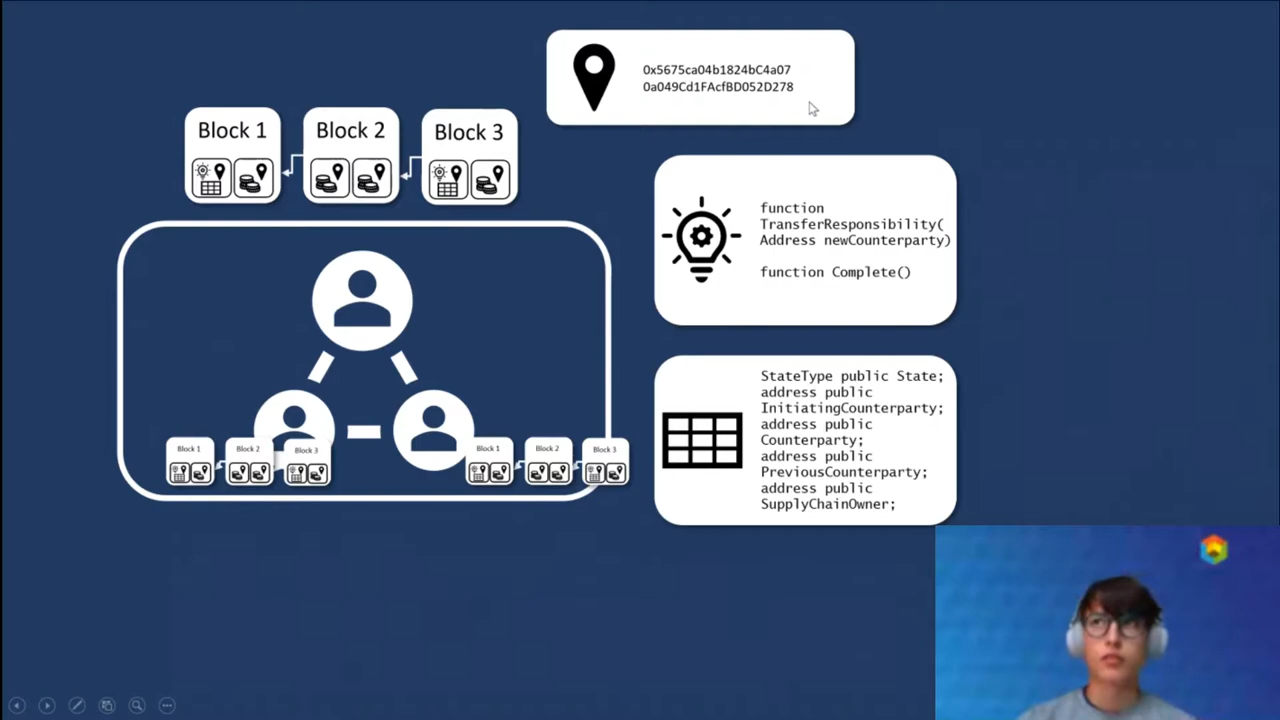 0x5675ca04b1824bC4a07
0a049Cd1FAcfBD052D278
Block 1
Block 2
Block 3
function
TransferResponsibility(
Address newCounterparty)
function Complete()
StateType public State;
address public
InitiatingCounterparty;
address public
Counterparty;
address public
PreviousCounterparty;
address public
SupplyChainOwner;
Block 1
Block 2
Block 3
Block 1
Block 2
Block 3